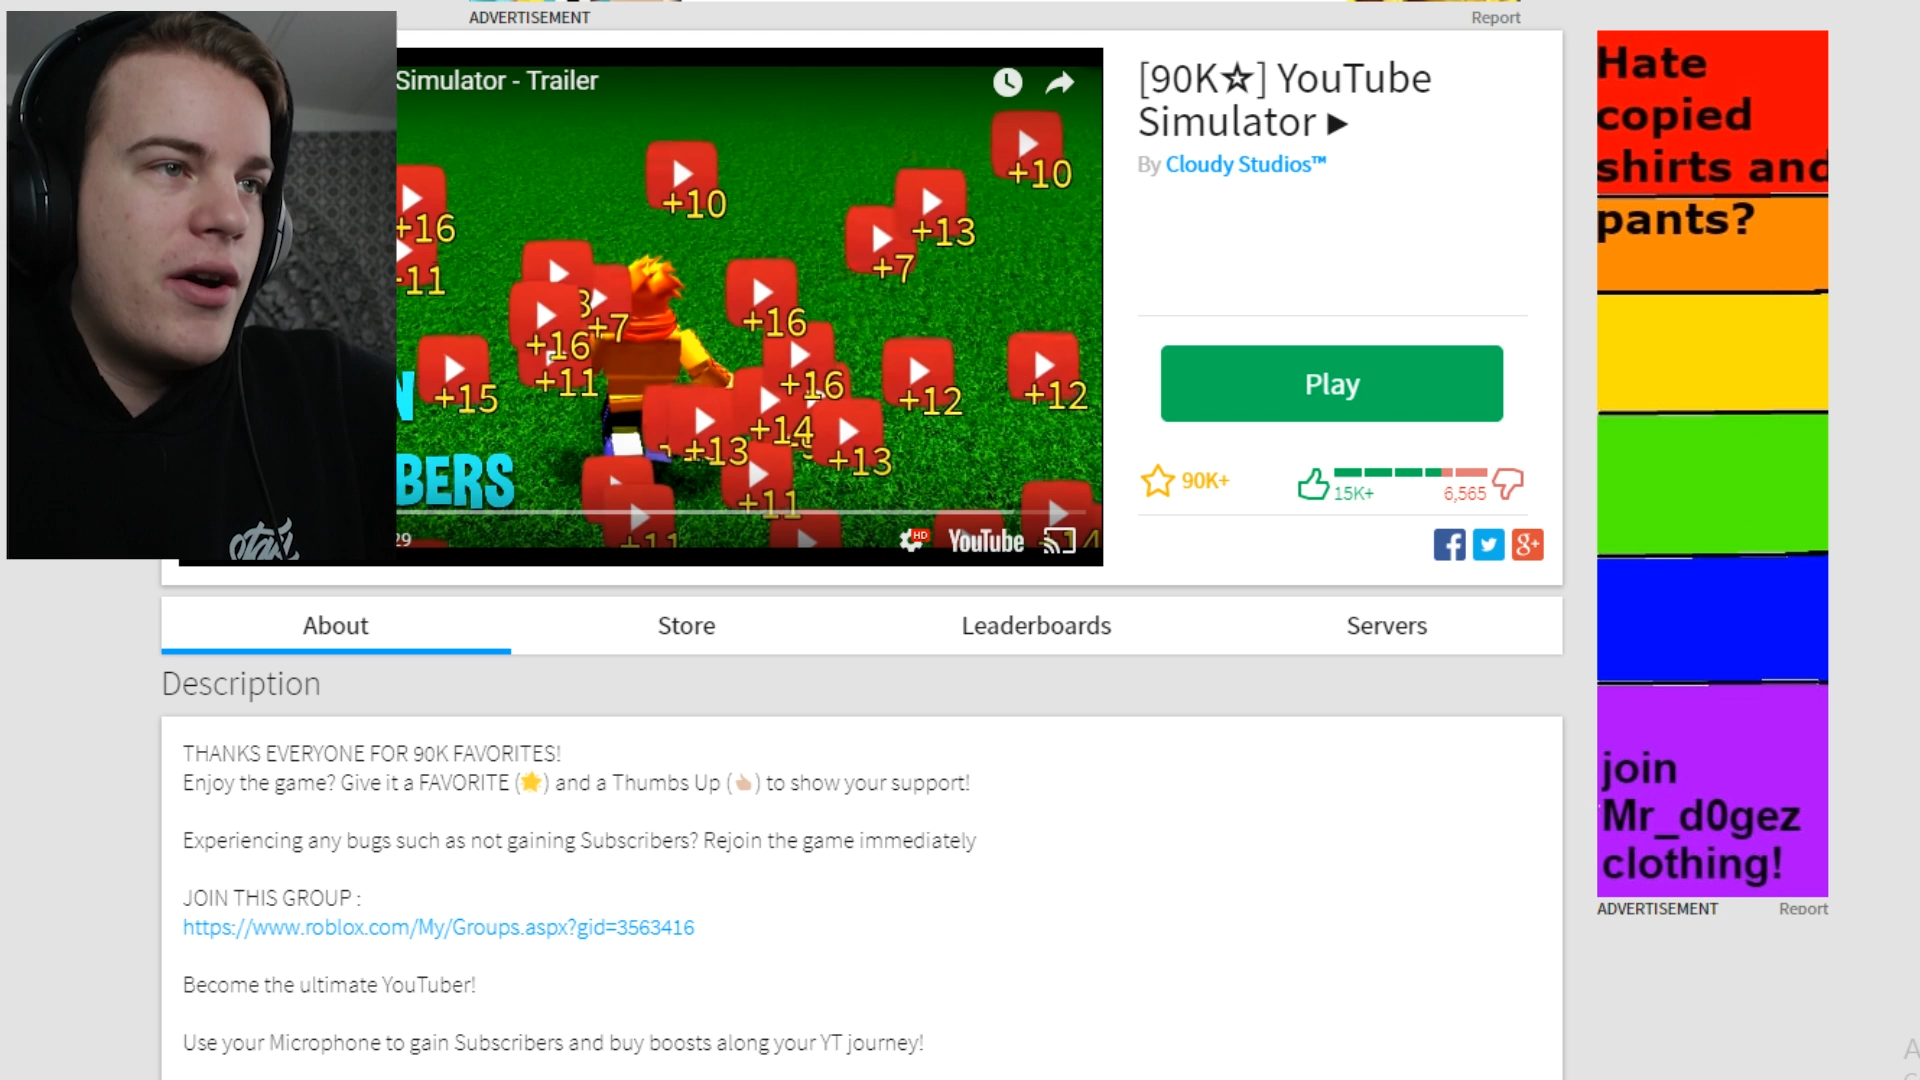 ADVERTISEMENT
Report
Simulator - Trailer
+10
+10
+16
+13
+7
+11
+7
+16
+16
+16
+11
+15
+12
+12
+14
+13
+13
+11
+11
BERS
29
HD
YouTube
[90K☆] YouTube
Simulator ►
By Cloudy Studios™
Play
90K+
15K+
6,565
About
Store
Leaderboards
Servers
Description
THANKS EVERYONE FOR 90K FAVORITES!
Enjoy the game? Give it a FAVORITE (🌟) and a Thumbs Up (👍🏻) to show your support!
Experiencing any bugs such as not gaining Subscribers? Rejoin the game immediately
JOIN THIS GROUP :
https://www.roblox.com/My/Groups.aspx?gid=3563416
Become the ultimate YouTuber!
Use your Microphone to gain Subscribers and buy boosts along your YT journey!
Hate
copied
shirts and
pants?
join
Mr_d0gez
clothing!
ADVERTISEMENT
Report